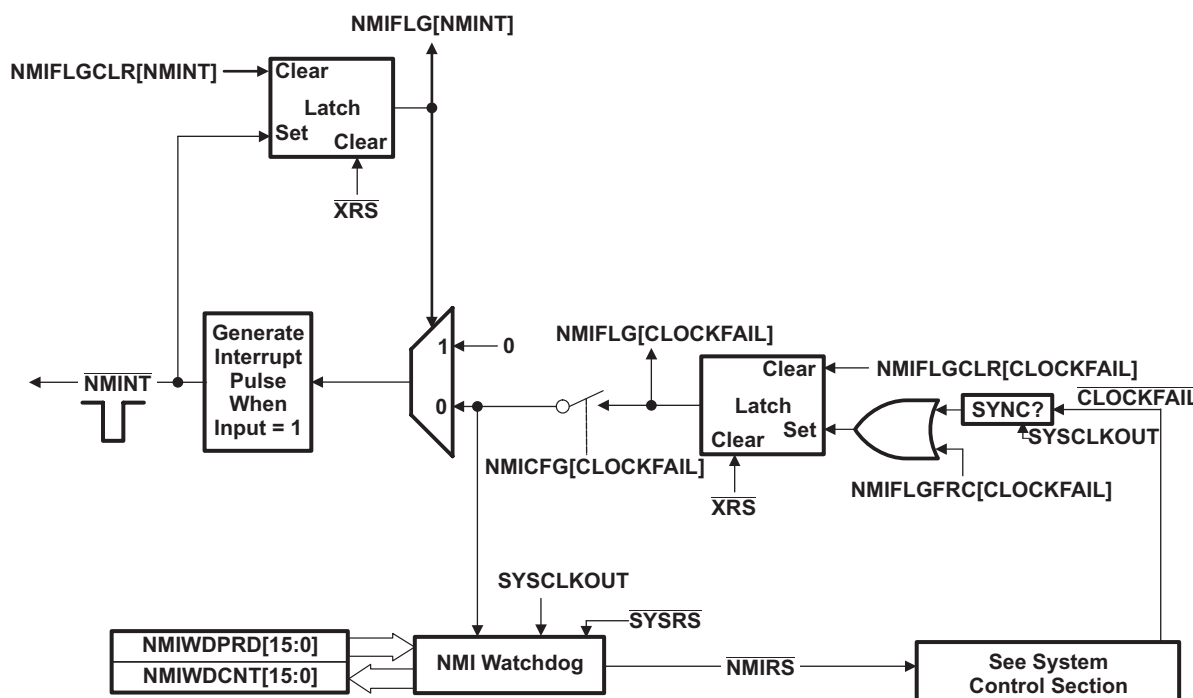 NMIFLG[NMINT]
NMIFLGCLR[NMINT]
Clear
Latch
Set
Clear
XRS
Generate
Interrupt
Pulse
When
Input = 1
NMINT
1
0
0
NMIFLG[CLOCKFAIL]
NMICFG[CLOCKFAIL]
Clear
Latch
Set
Clear
XRS
NMIFLGCLR[CLOCKFAIL]
CLOCKFAIL
SYNC?
SYSCLKOUT
NMIFLGFRC[CLOCKFAIL]
SYSCLKOUT
SYSRS
NMIWDPRD[15:0]
NMIWDCNT[15:0]
NMI Watchdog
NMIRS
See System
Control Section